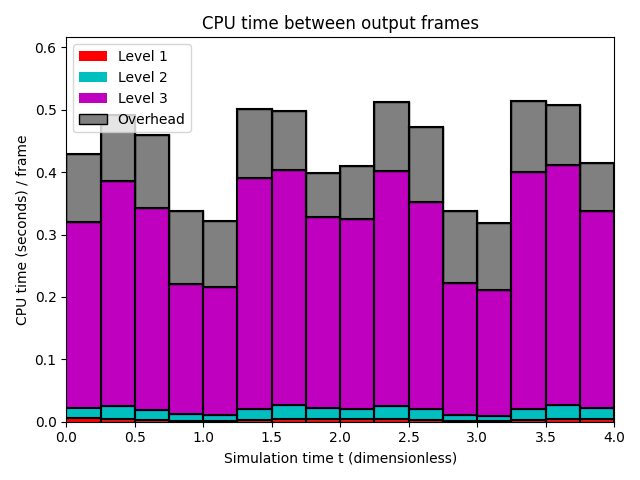 CPU time between output frames
0.6
0.5
0.4
0.3
0.2
0.1
0.0
CPU time (seconds) / frame
Level 1
Level 2
Level 3
Overhead
0.0 0.5 1.0 1.5 2.0 2.5 3.0 3.5 4.0
Simulation time t (dimensionless)